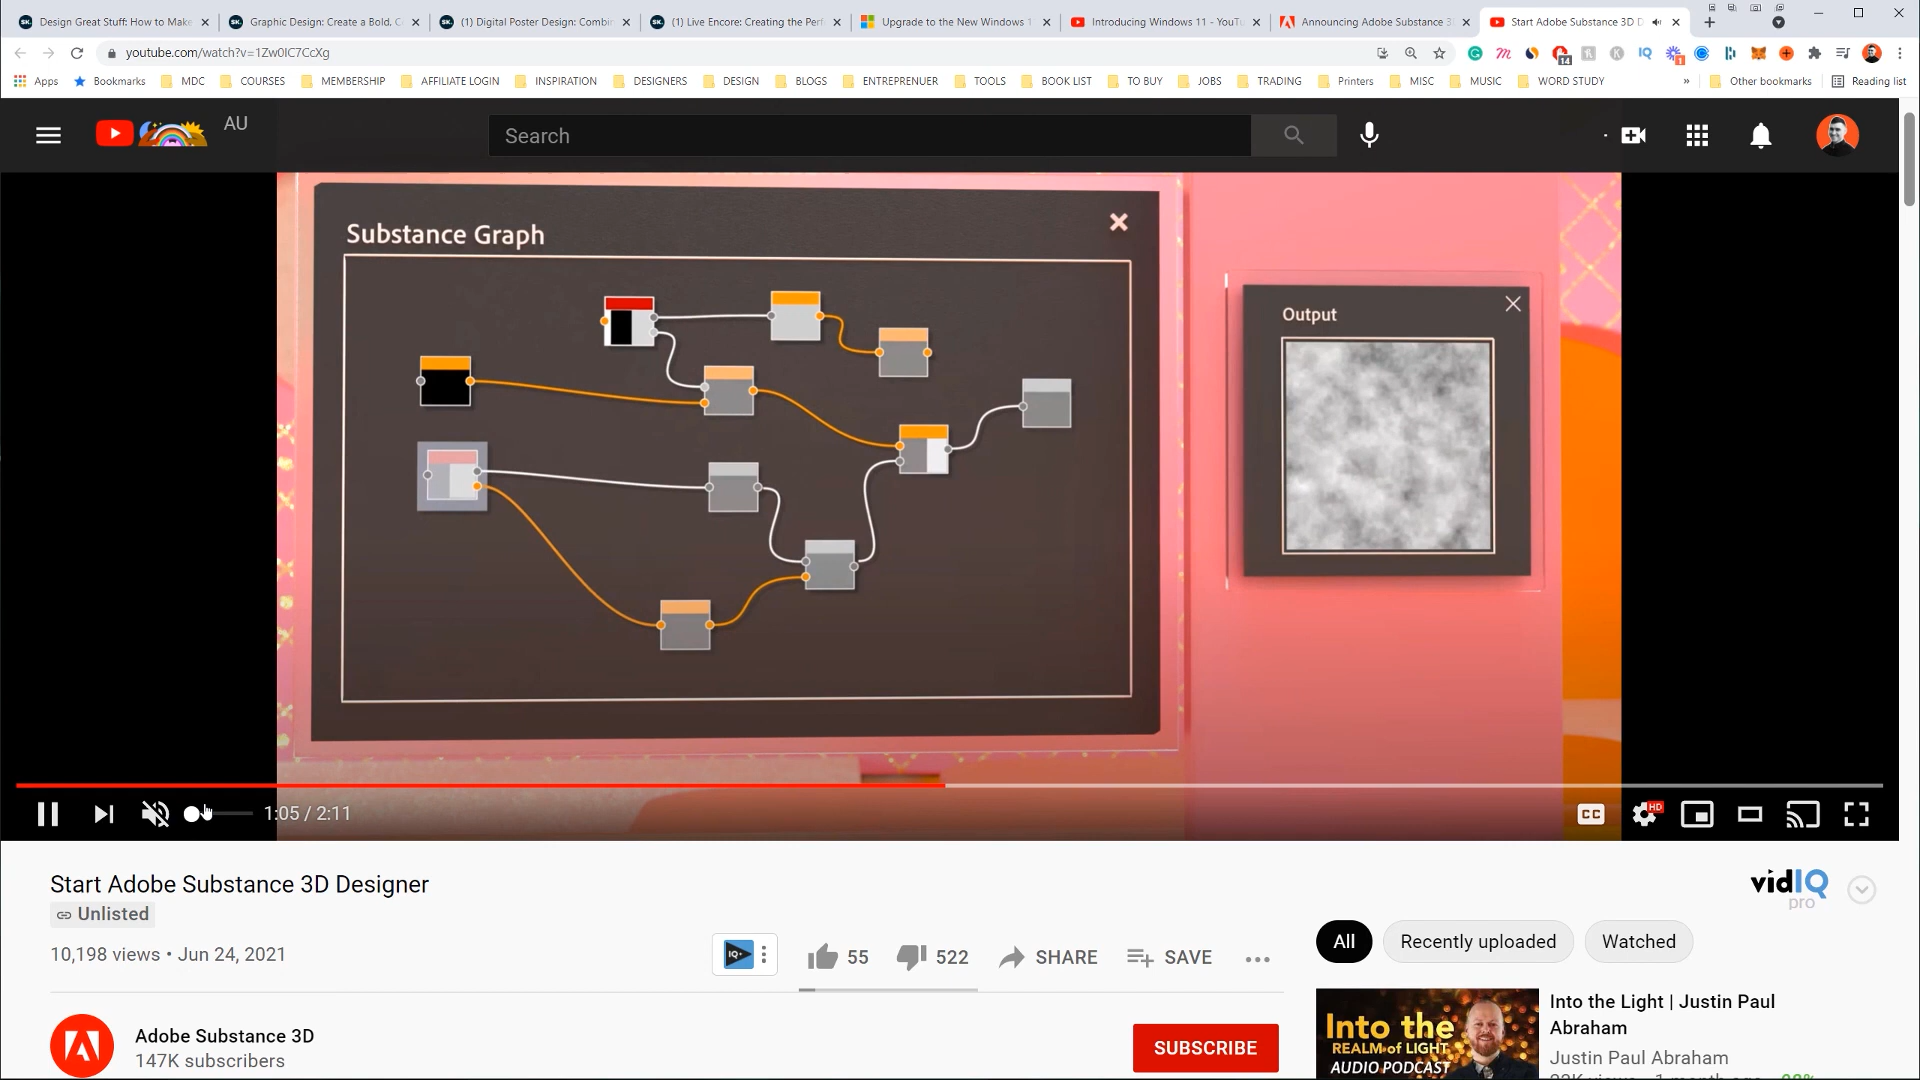 Design Great Stuff: How to Make
Graphic Design: Create a Bold, C
(1) Digital Poster Design: Combin
(1) Live Encore: Creating the Perf
Upgrade to the New Windows 1
Introducing Windows 11 - YouTu
Announcing Adobe Substance 3
Start Adobe Substance 3D D
youtube.com/watch?v=1Zw0IC7CcXg
Apps
Bookmarks
MDC
COURSES
MEMBERSHIP
AFFILIATE LOGIN
INSPIRATION
DESIGNERS
DESIGN
BLOGS
ENTREPRENUER
TOOLS
BOOK LIST
TO BUY
JOBS
TRADING
Printers
MISC
MUSIC
WORD STUDY
»
Other bookmarks
Reading list
AU
Search
Substance Graph
Output
1:05 / 2:11
CC
HD
Start Adobe Substance 3D Designer
Unlisted
10,198 views • Jun 24, 2021
IQ+
55
522
SHARE
SAVE
vidIQ
pro
All
Recently uploaded
Watched
Adobe Substance 3D
147K subscribers
SUBSCRIBE
Into the
REALM of LIGHT
AUDIO PODCAST
Into the Light | Justin Paul
Abraham
Justin Paul Abraham